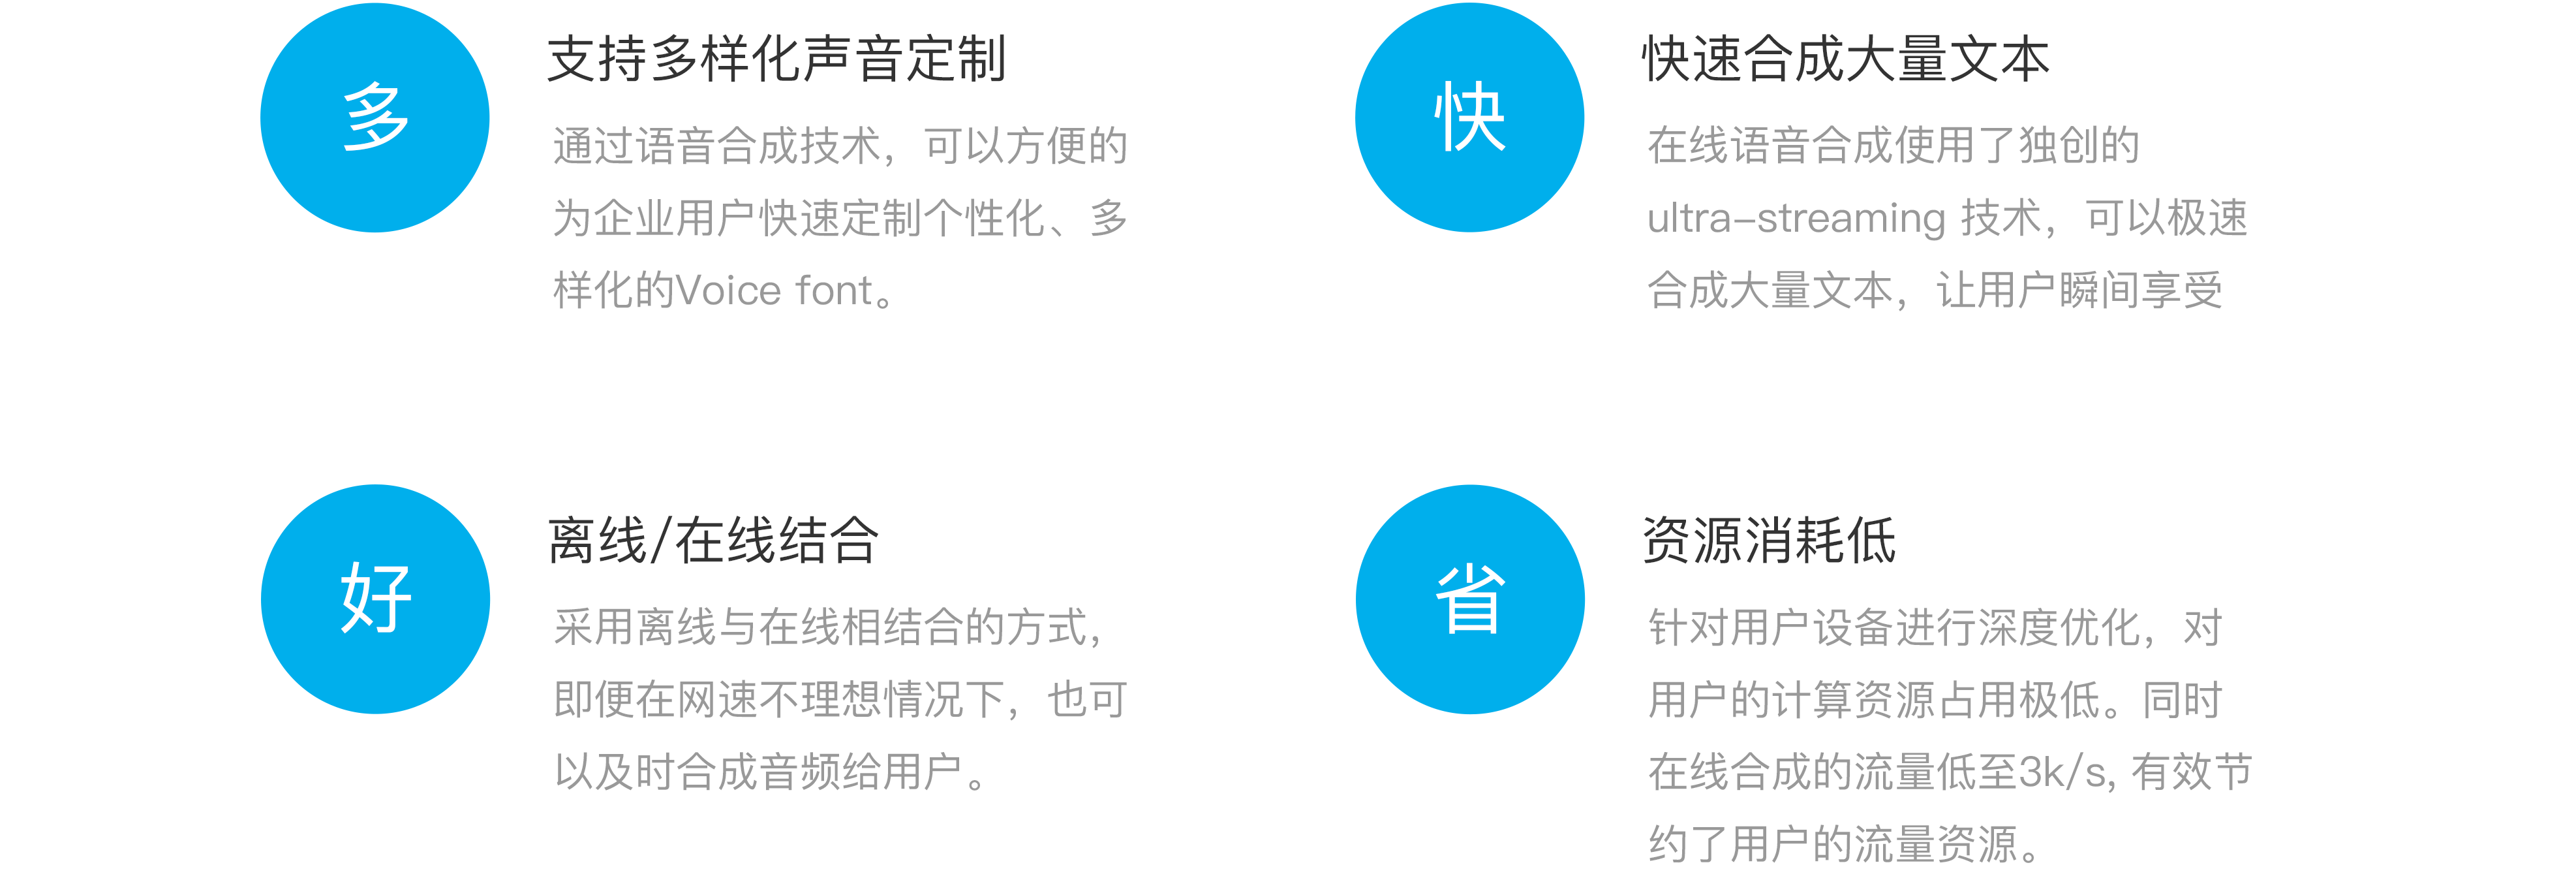 多
支持多样化声音定制
通过语音合成技术，可以方便的
为企业用户快速定制个性化、多
样化的Voice font。
快
快速合成大量文本
在线语音合成使用了独创的
ultra-streaming 技术，可以极速
合成大量文本，让用户瞬间享受
好
离线/在线结合
采用离线与在线相结合的方式，
即便在网速不理想情况下，也可
以及时合成音频给用户。
省
资源消耗低
针对用户设备进行深度优化，对
用户的计算资源占用极低。同时
在线合成的流量低至3k/s, 有效节
约了用户的流量资源。